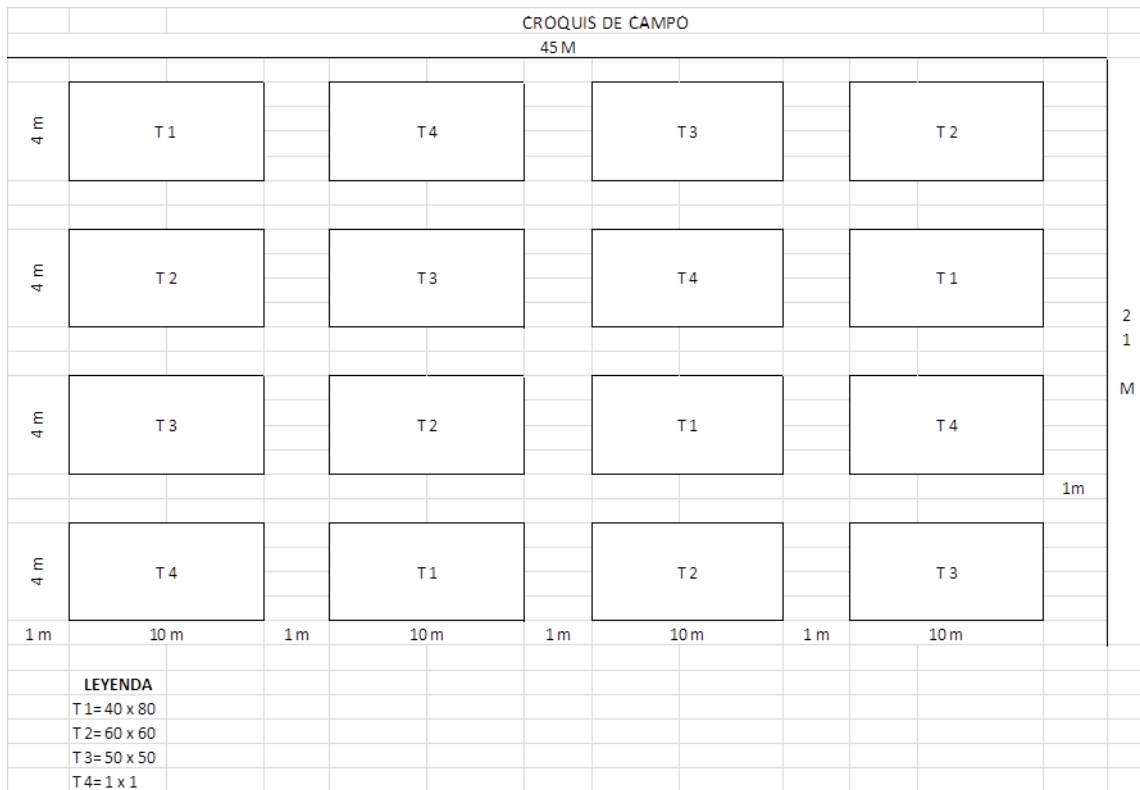 CROQUIS DE CAMPO
45 M
4 m
T 1
T 4
T 3
T 2
4 m
T 2
T 3
T 4
T 1
2
1
M
4 m
T 3
T 2
T 1
T 4
1m
4 m
T 4
T 1
T 2
T 3
1 m 10 m 1 m 10 m 1 m 10 m 1 m 10 m
LEYENDA
T 1= 40 x 80
T 2= 60 x 60
T 3= 50 x 50
T 4= 1 x 1